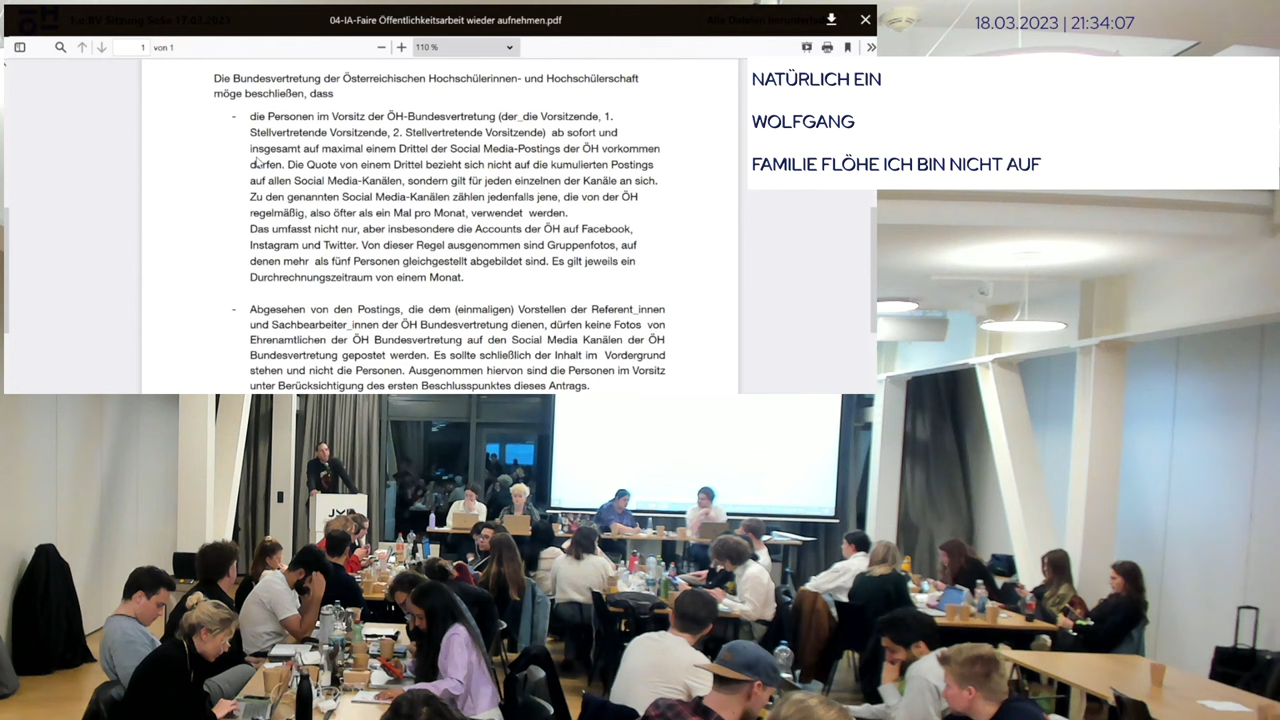 1.o BV Sitzung SoSe 17.03.2023
04-IA-Faire Öffentlichkeitsarbeit wieder aufnehmen.pdf
18.03.2023 | 21:34:07
1 von 1
110 %
Die Bundesvertretung der Österreichischen Hochschülerinnen- und Hochschülerschaft
möge beschließen, dass
- die Personen im Vorsitz der ÖH-Bundesvertretung (der_die Vorsitzende, 1.
Stellvertretende Vorsitzende, 2. Stellvertretende Vorsitzende) ab sofort und
insgesamt auf maximal einem Drittel der Social Media-Postings der ÖH vorkommen
dürfen. Die Quote von einem Drittel bezieht sich nicht auf die kumulierten Postings
auf allen Social Media-Kanälen, sondern gilt für jeden einzelnen der Kanäle an sich.
Zu den genannten Social Media-Kanälen zählen jedenfalls jene, die von der ÖH
regelmäßig, also öfter als ein Mal pro Monat, verwendet werden.
Das umfasst nicht nur, aber insbesondere die Accounts der ÖH auf Facebook,
Instagram und Twitter. Von dieser Regel ausgenommen sind Gruppenfotos, auf
denen mehr als fünf Personen gleichgestellt abgebildet sind. Es gilt jeweils ein
Durchrechnungszeitraum von einem Monat.
- Abgesehen von den Postings, die dem (einmaligen) Vorstellen der Referent_innen
und Sachbearbeiter_innen der ÖH Bundesvertretung dienen, dürfen keine Fotos von
Ehrenamtlichen der ÖH Bundesvertretung auf den Social Media Kanälen der ÖH
Bundesvertretung gepostet werden. Es sollte schließlich der Inhalt im Vordergrund
stehen und nicht die Personen. Ausgenommen hiervon sind die Personen im Vorsitz
unter Berücksichtigung des ersten Beschlusspunktes dieses Antrags.
NATÜRLICH EIN
WOLFGANG
FAMILIE FLÖHE ICH BIN NICHT AUF